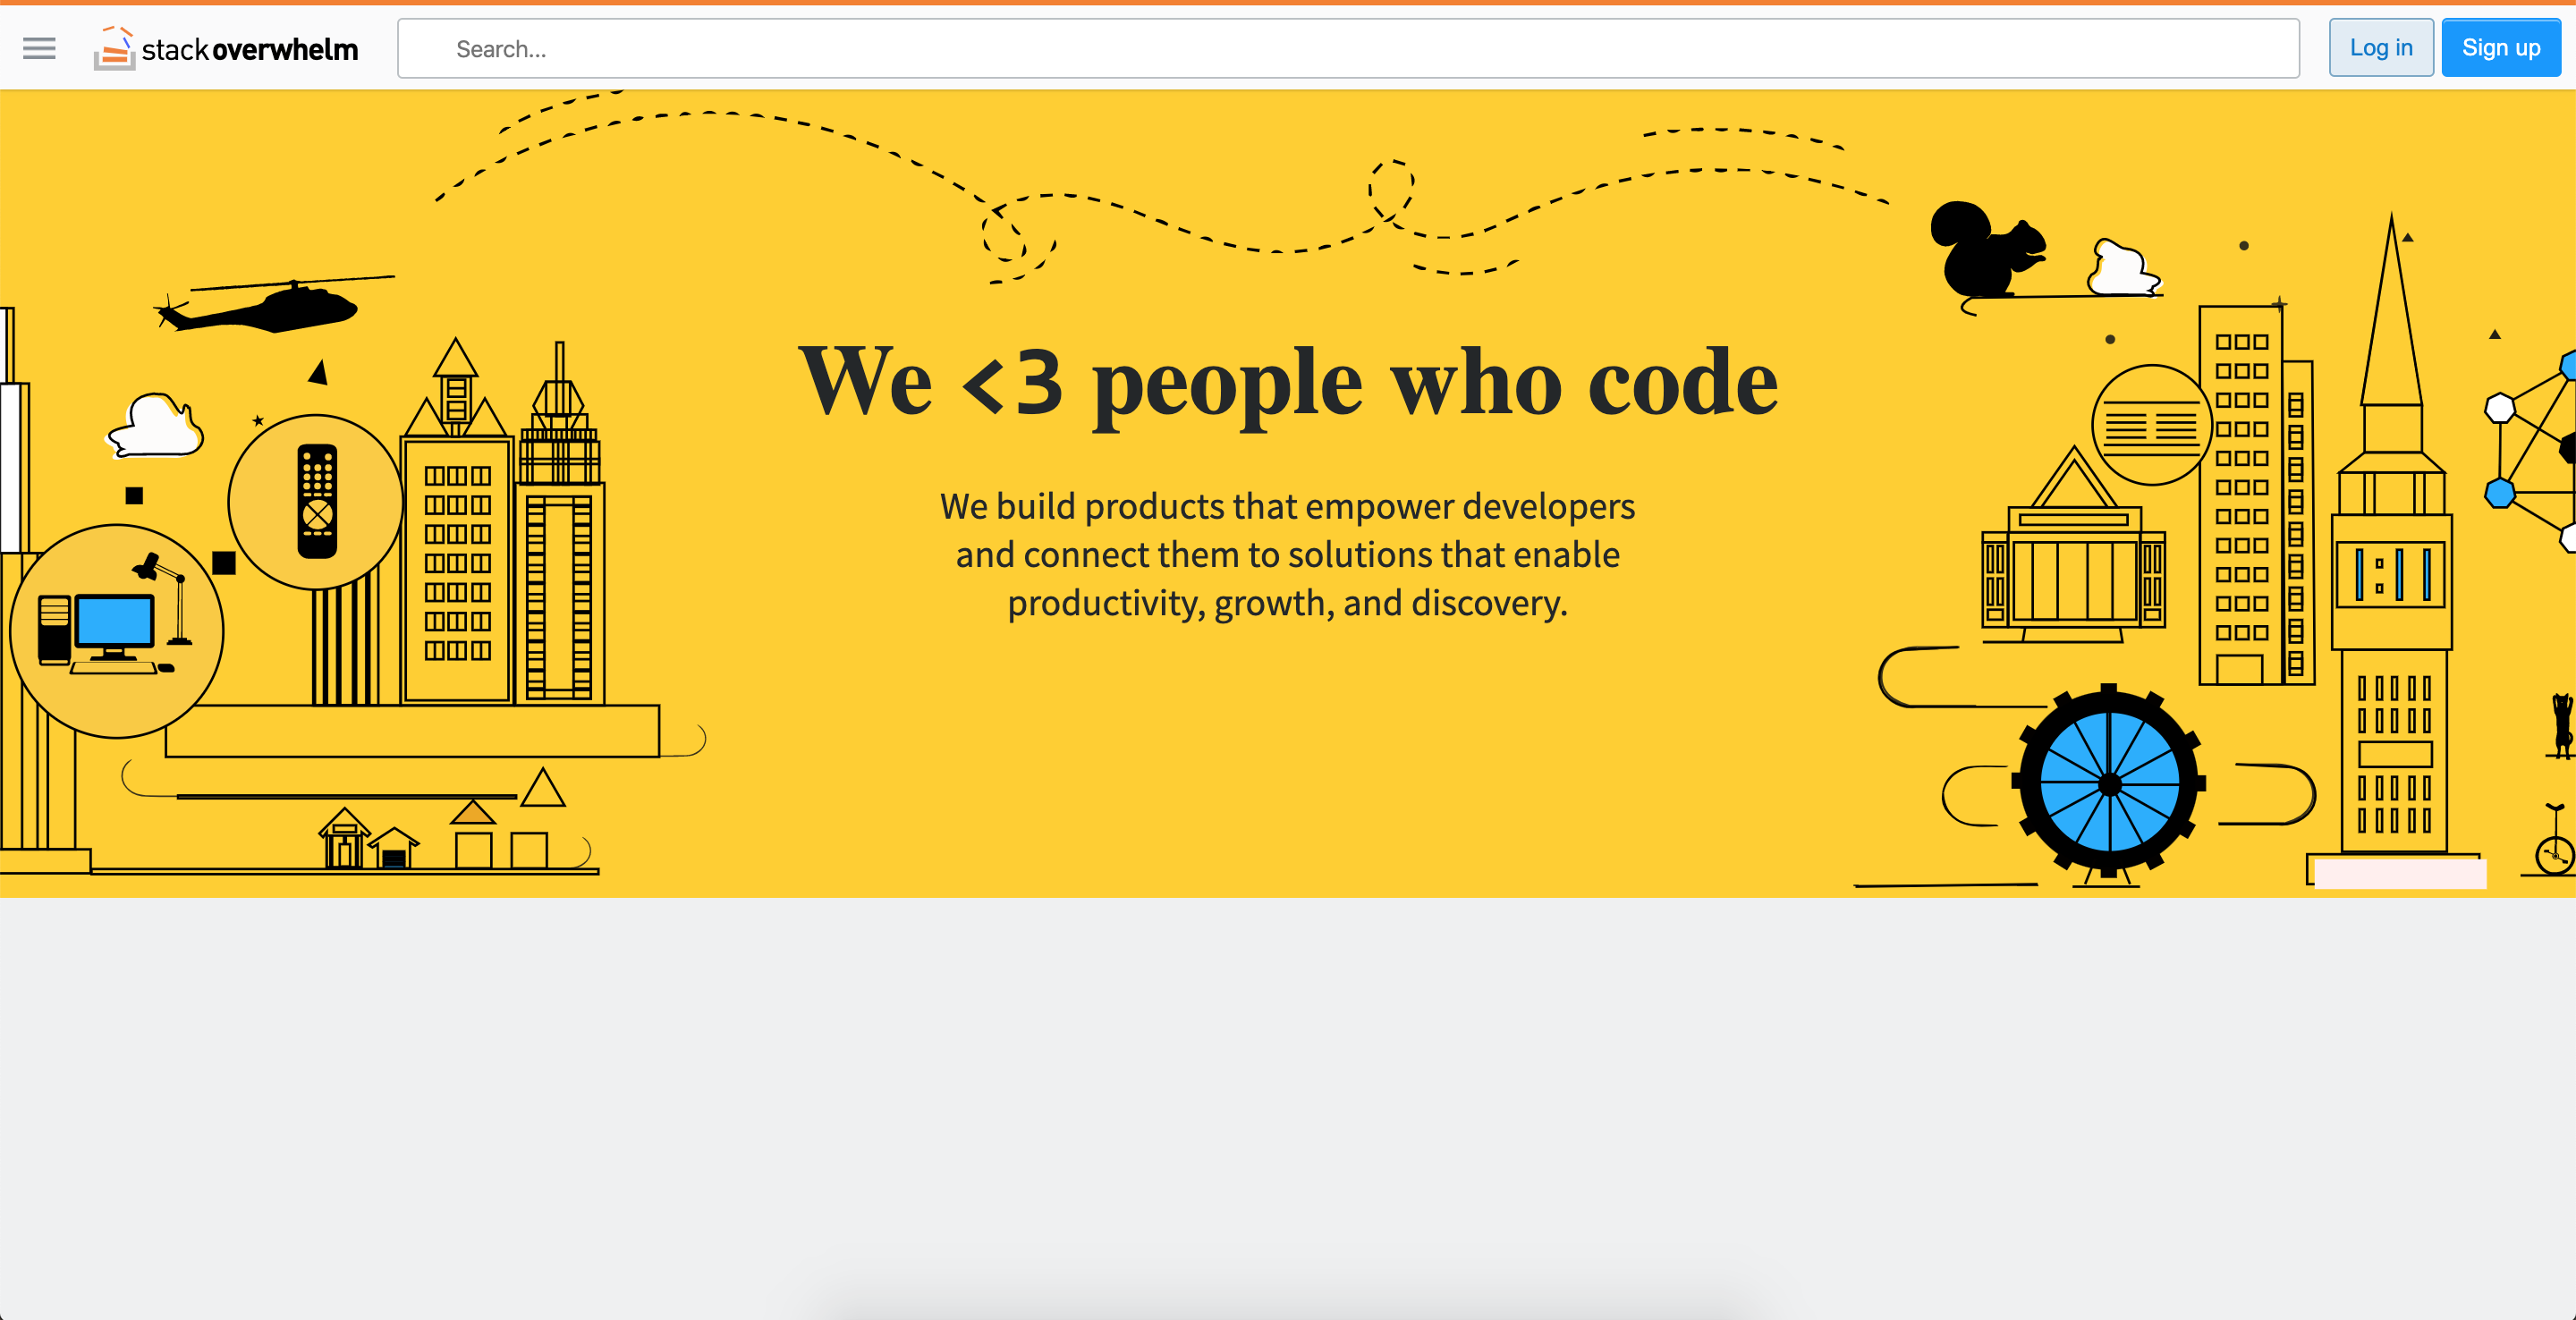 stackoverwhelm
Search...
Log in
Sign up
We <3 people who code
We build products that empower developers
and connect them to solutions that enable
productivity, growth, and discovery.